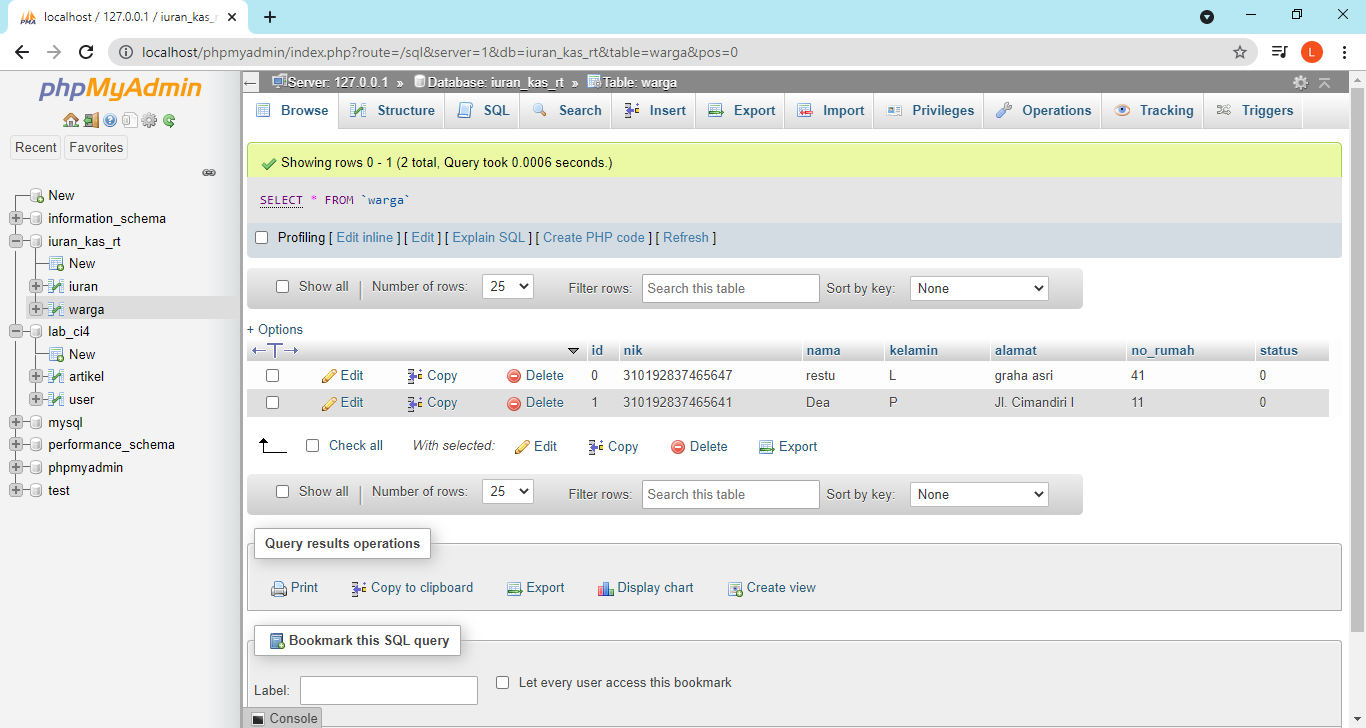 localhost / 127.0.0.1 / iuran_kas_r
localhost/phpmyadmin/index.php?route=/sql&server=1&db=iuran_kas_rt&table=warga&pos=0
L
phpMyAdmin
Recent Favorites
New
information_schema
iuran_kas_rt
New
iuran
warga
lab_ci4
New
artikel
user
mysql
performance_schema
phpmyadmin
test
Server: 127.0.0.1 » Database: iuran_kas_rt » Table: warga
Browse Structure SQL Search Insert Export Import Privileges Operations Tracking Triggers
Showing rows 0 - 1 (2 total, Query took 0.0006 seconds.)
SELECT * FROM `warga`
Profiling [ Edit inline ] [ Edit ] [ Explain SQL ] [ Create PHP code ] [ Refresh ]
Show all Number of rows: 25 Filter rows: Search this table Sort by key: None
+ Options
←T→ id nik nama kelamin alamat no_rumah status
Edit Copy Delete 0 310192837465647 restu L graha asri 41 0
Edit Copy Delete 1 310192837465641 Dea P Jl. Cimandiri I 11 0
Check all With selected: Edit Copy Delete Export
Show all Number of rows: 25 Filter rows: Search this table Sort by key: None
Query results operations
Print Copy to clipboard Export Display chart Create view
Bookmark this SQL query
Label: Let every user access this bookmark
Console